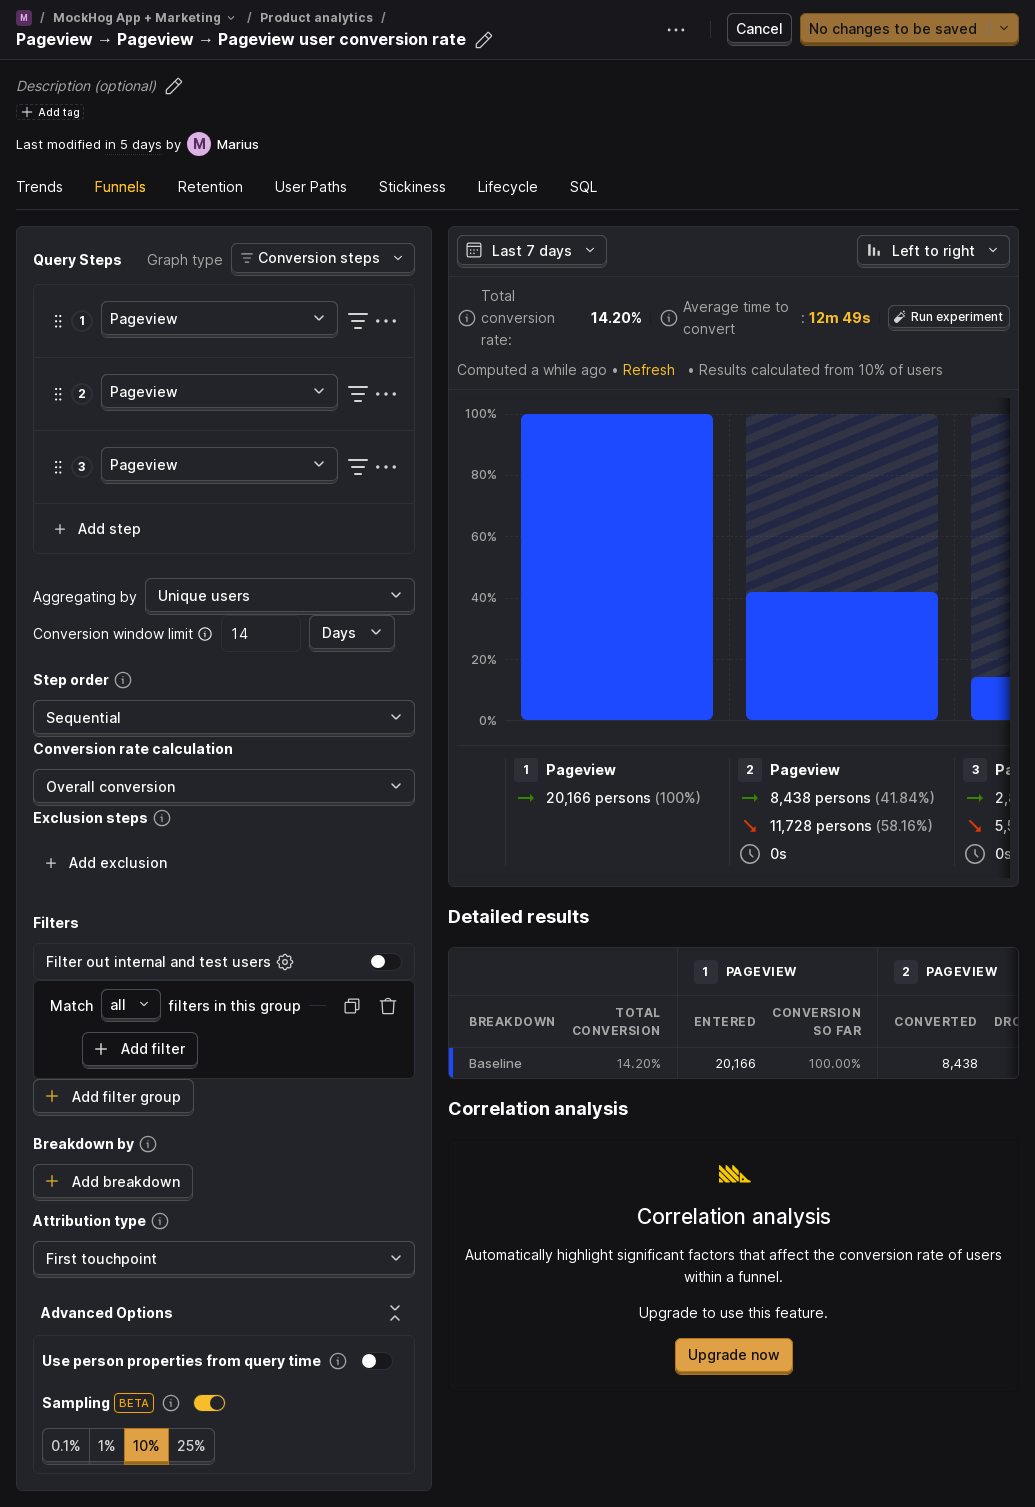 M / MockHog App + Marketing / Product analytics /
Pageview → Pageview → Pageview user conversion rate
Cancel
No changes to be saved
Description (optional)
Add tag
Last modified in 5 days by M Marius
Trends Funnels Retention User Paths Stickiness Lifecycle SQL
Query Steps Graph type Conversion steps
1 Pageview
2 Pageview
3 Pageview
Add step
Aggregating by Unique users
Conversion window limit 14 Days
Step order
Sequential
Conversion rate calculation
Overall conversion
Exclusion steps
Add exclusion
Filters
Filter out internal and test users
Match all filters in this group
Add filter
Add filter group
Breakdown by
Add breakdown
Attribution type
First touchpoint
Advanced Options
Use person properties from query time
Sampling BETA
0.1% 1% 10% 25%
Last 7 days
Left to right
Total conversion rate: 14.20%
Average time to convert : 12m 49s
Run experiment
Computed a while ago • Refresh • Results calculated from 10% of users
100%
80%
60%
40%
20%
0%
1 Pageview
20,166 persons (100%)
2 Pageview
8,438 persons (41.84%)
11,728 persons (58.16%)
0s
3 Pa
2,
5,5
0s
Detailed results
1 PAGEVIEW 2 PAGEVIEW
BREAKDOWN TOTAL CONVERSION ENTERED CONVERSION SO FAR CONVERTED DRO
Baseline 14.20% 20,166 100.00% 8,438
Correlation analysis
Correlation analysis
Automatically highlight significant factors that affect the conversion rate of users
within a funnel.
Upgrade to use this feature.
Upgrade now